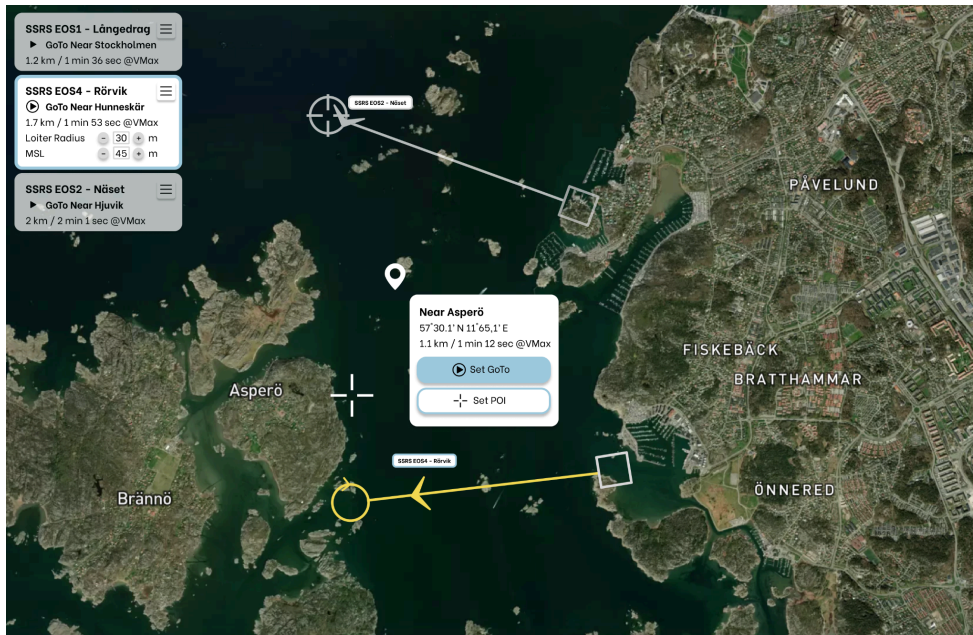 SSRS EOS1 - Långedrag
GoTo Near Stockholmen
1.2 km / 1 min 36 sec @VMax
SSRS EOS4 - Rörvik
GoTo Near Hunneskär
1.7 km / 1 min 53 sec @VMax
Loiter Radius - 30 + m
MSL - 45 + m
SSRS EOS2 - Näset
GoTo Near Hjuvik
2 km / 2 min 1 sec @VMax
SSRS EOS2 - Näset
PÅVELUND
Near Asperö
57°30.1' N 11°65,1' E
1.1 km / 1 min 12 sec @VMax
Set GoTo
Set POI
FISKEBÄCK
BRATTHAMMAR
Asperö
SSRS EOS4 - Rörvik
Brännö
ÖNNERED